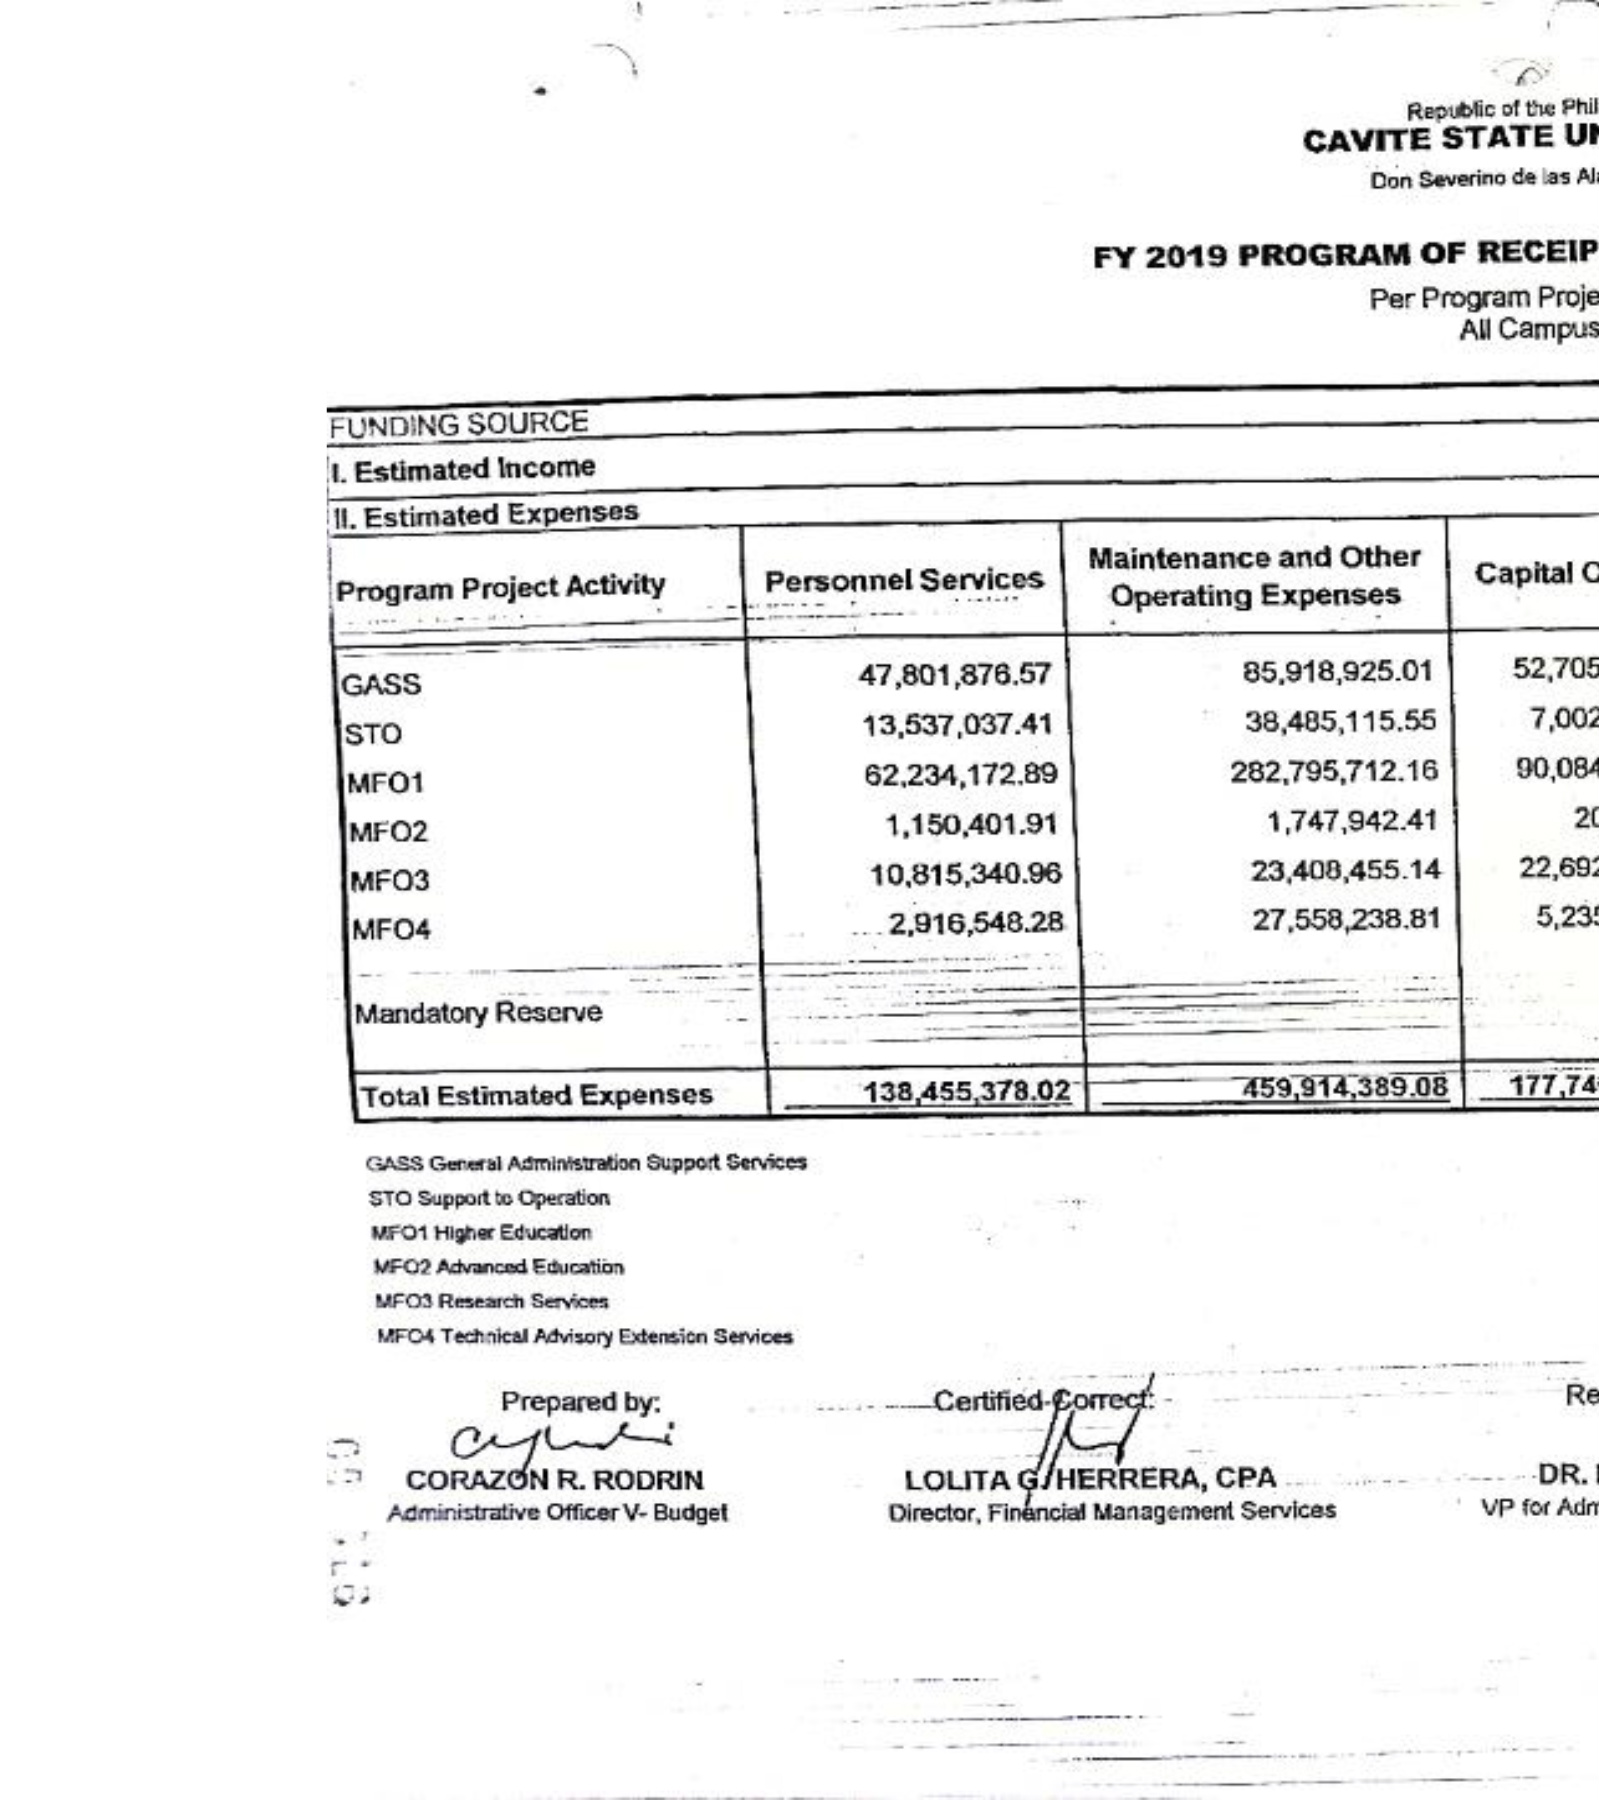 Republic of the Phil
CAVITE STATE UN
Don Severino de las Ala
FY 2019 PROGRAM OF RECEIP
Per Program Proje
All Campus
FUNDING SOURCE
I. Estimated Income
II. Estimated Expenses
Program Project Activity Personnel Services Maintenance and Other Operating Expenses Capital O
GASS 47,801,876.57 85,918,925.01 52,705
STO 13,537,037.41 38,485,115.55 7,002
MFO1 62,234,172.89 282,795,712.16 90,084
MFO2 1,150,401.91 1,747,942.41 20
MFO3 10,815,340.96 23,408,455.14 22,692
MFO4 2,916,548.28 27,558,238.81 5,235
Mandatory Reserve
Total Estimated Expenses 138,455,378.02 459,914,389.08 177,74
GASS General Administration Support Services
STO Support to Operation
MFO1 Higher Education
MFO2 Advanced Education
MFO3 Research Services
MFO4 Technical Advisory Extension Services
Prepared by: Certified Correct: Re
CORAZON R. RODRIN LOLITA G. HERRERA, CPA DR.
Administrative Officer V- Budget Director, Financial Management Services VP for Adm